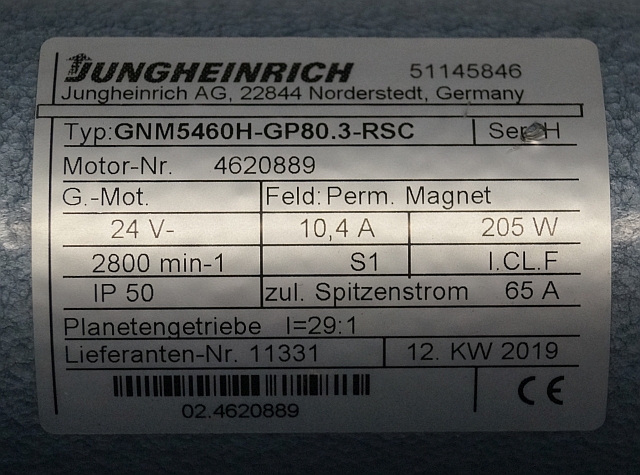 JUNGHEINRICH 51145846
Jungheinrich AG, 22844 Norderstedt, Germany
Typ:GNM5460H-GP80.3-RSC
Motor-Nr. 4620889
G.-Mot. Feld: Perm. Magnet
24 V- 10,4 A 205 W
2800 min-1 S1 I.CL.F
IP 50 zul. Spitzenstrom 65 A
Planetengetriebe I=29:1
Lieferanten-Nr. 11331 12. KW 2019
02.4620889 CE